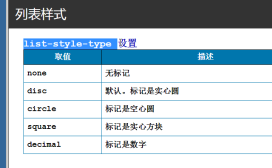 列表样式
list-style-type 设置
取值 描述
none 无标记
disc 默认。标记是实心圆
circle 标记是空心圆
square 标记是实心方块
decimal 标记是数字